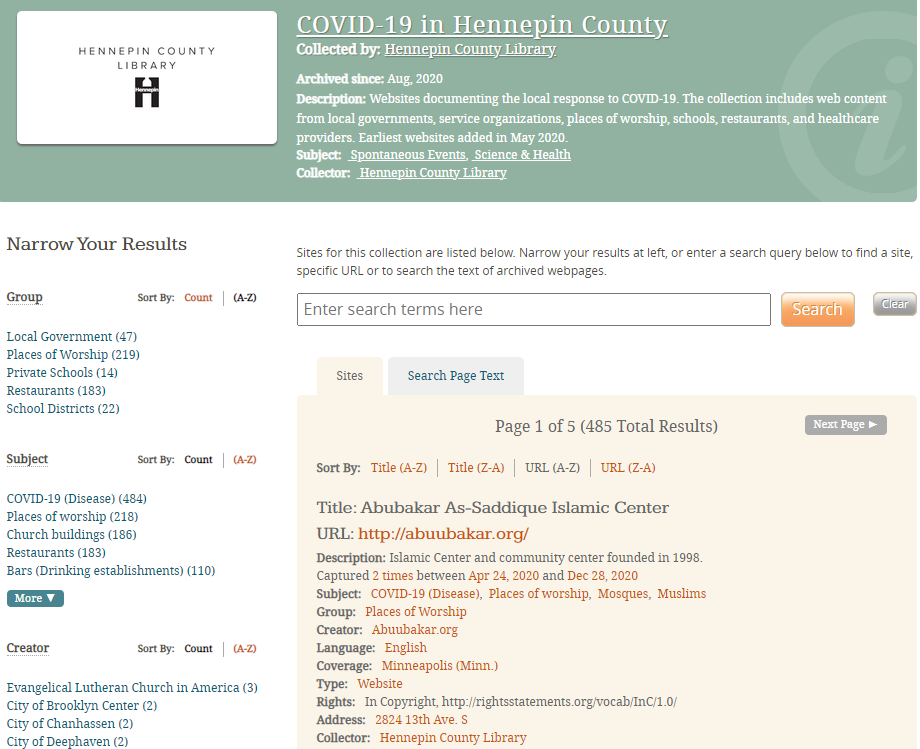 HENNEPIN COUNTY
LIBRARY
Hennepin
COVID-19 in Hennepin County
Collected by: Hennepin County Library
Archived since: Aug, 2020
Description: Websites documenting the local response to COVID-19. The collection includes web content
from local governments, service organizations, places of worship, schools, restaurants, and healthcare
providers. Earliest websites added in May 2020.
Subject: Spontaneous Events, Science & Health
Collector: Hennepin County Library
Narrow Your Results
Group Sort By: Count (A-Z)
Local Government (47)
Places of Worship (219)
Private Schools (14)
Restaurants (183)
School Districts (22)
Subject Sort By: Count (A-Z)
COVID-19 (Disease) (484)
Places of worship (218)
Church buildings (186)
Restaurants (183)
Bars (Drinking establishments) (110)
More ▼
Creator Sort By: Count (A-Z)
Evangelical Lutheran Church in America (3)
City of Brooklyn Center (2)
City of Chanhassen (2)
City of Deephaven (2)
Sites for this collection are listed below. Narrow your results at left, or enter a search query below to find a site,
specific URL or to search the text of archived webpages.
Enter search terms here
Search
Clear
Sites
Search Page Text
Page 1 of 5 (485 Total Results)
Next Page ►
Sort By: Title (A-Z) Title (Z-A) URL (A-Z) URL (Z-A)
Title: Abubakar As-Saddique Islamic Center
URL: http://abuubakar.org/
Description: Islamic Center and community center founded in 1998.
Captured 2 times between Apr 24, 2020 and Dec 28, 2020
Subject: COVID-19 (Disease), Places of worship, Mosques, Muslims
Group: Places of Worship
Creator: Abuubakar.org
Language: English
Coverage: Minneapolis (Minn.)
Type: Website
Rights: In Copyright, http://rightsstatements.org/vocab/InC/1.0/
Address: 2824 13th Ave. S
Collector: Hennepin County Library